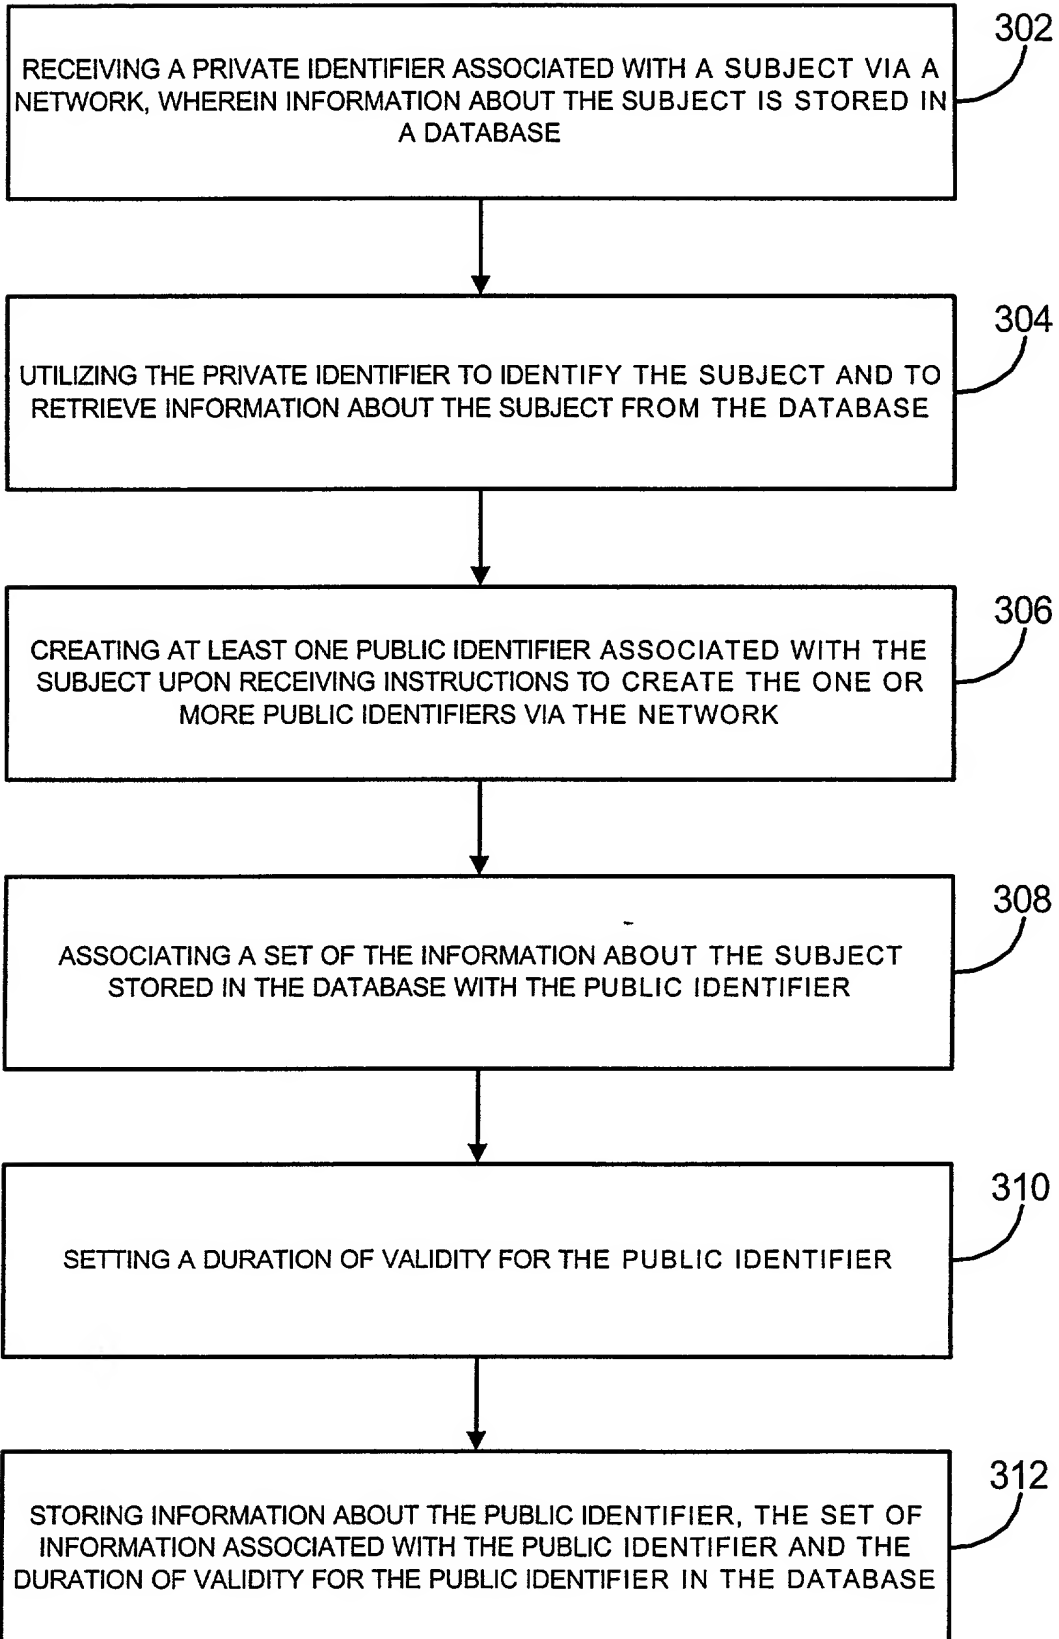 302
RECEIVING A PRIVATE IDENTIFIER ASSOCIATED WITH A SUBJECT VIA A
NETWORK, WHEREIN INFORMATION ABOUT THE SUBJECT IS STORED IN
A DATABASE
304
UTILIZING THE PRIVATE IDENTIFIER TO IDENTIFY THE SUBJECT AND TO
RETRIEVE INFORMATION ABOUT THE SUBJECT FROM THE DATABASE
306
CREATING AT LEAST ONE PUBLIC IDENTIFIER ASSOCIATED WITH THE
SUBJECT UPON RECEIVING INSTRUCTIONS TO CREATE THE ONE OR
MORE PUBLIC IDENTIFIERS VIA THE NETWORK
308
ASSOCIATING A SET OF THE INFORMATION ABOUT THE SUBJECT
STORED IN THE DATABASE WITH THE PUBLIC IDENTIFIER
310
SETTING A DURATION OF VALIDITY FOR THE PUBLIC IDENTIFIER
312
STORING INFORMATION ABOUT THE PUBLIC IDENTIFIER, THE SET OF
INFORMATION ASSOCIATED WITH THE PUBLIC IDENTIFIER AND THE
DURATION OF VALIDITY FOR THE PUBLIC IDENTIFIER IN THE DATABASE